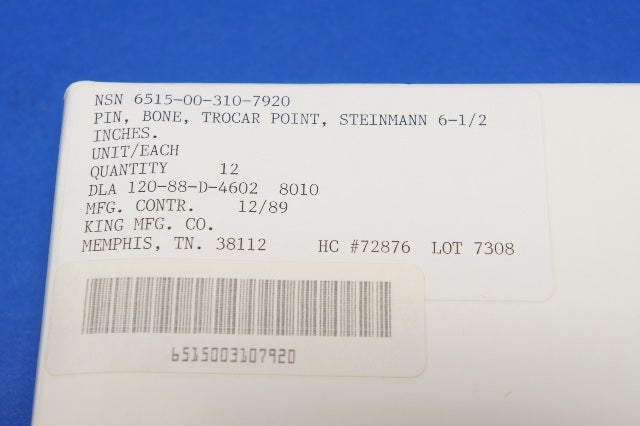 NSN 6515-00-310-7920
PIN, BONE, TROCAR POINT, STEINMANN 6-1/2
INCHES.
UNIT/EACH
QUANTITY 12
DLA 120-88-D-4602 8010
MFG. CONTR. 12/89
KING MFG. CO.
MEMPHIS, TN. 38112 HC #72876 LOT 7308
6515003107920